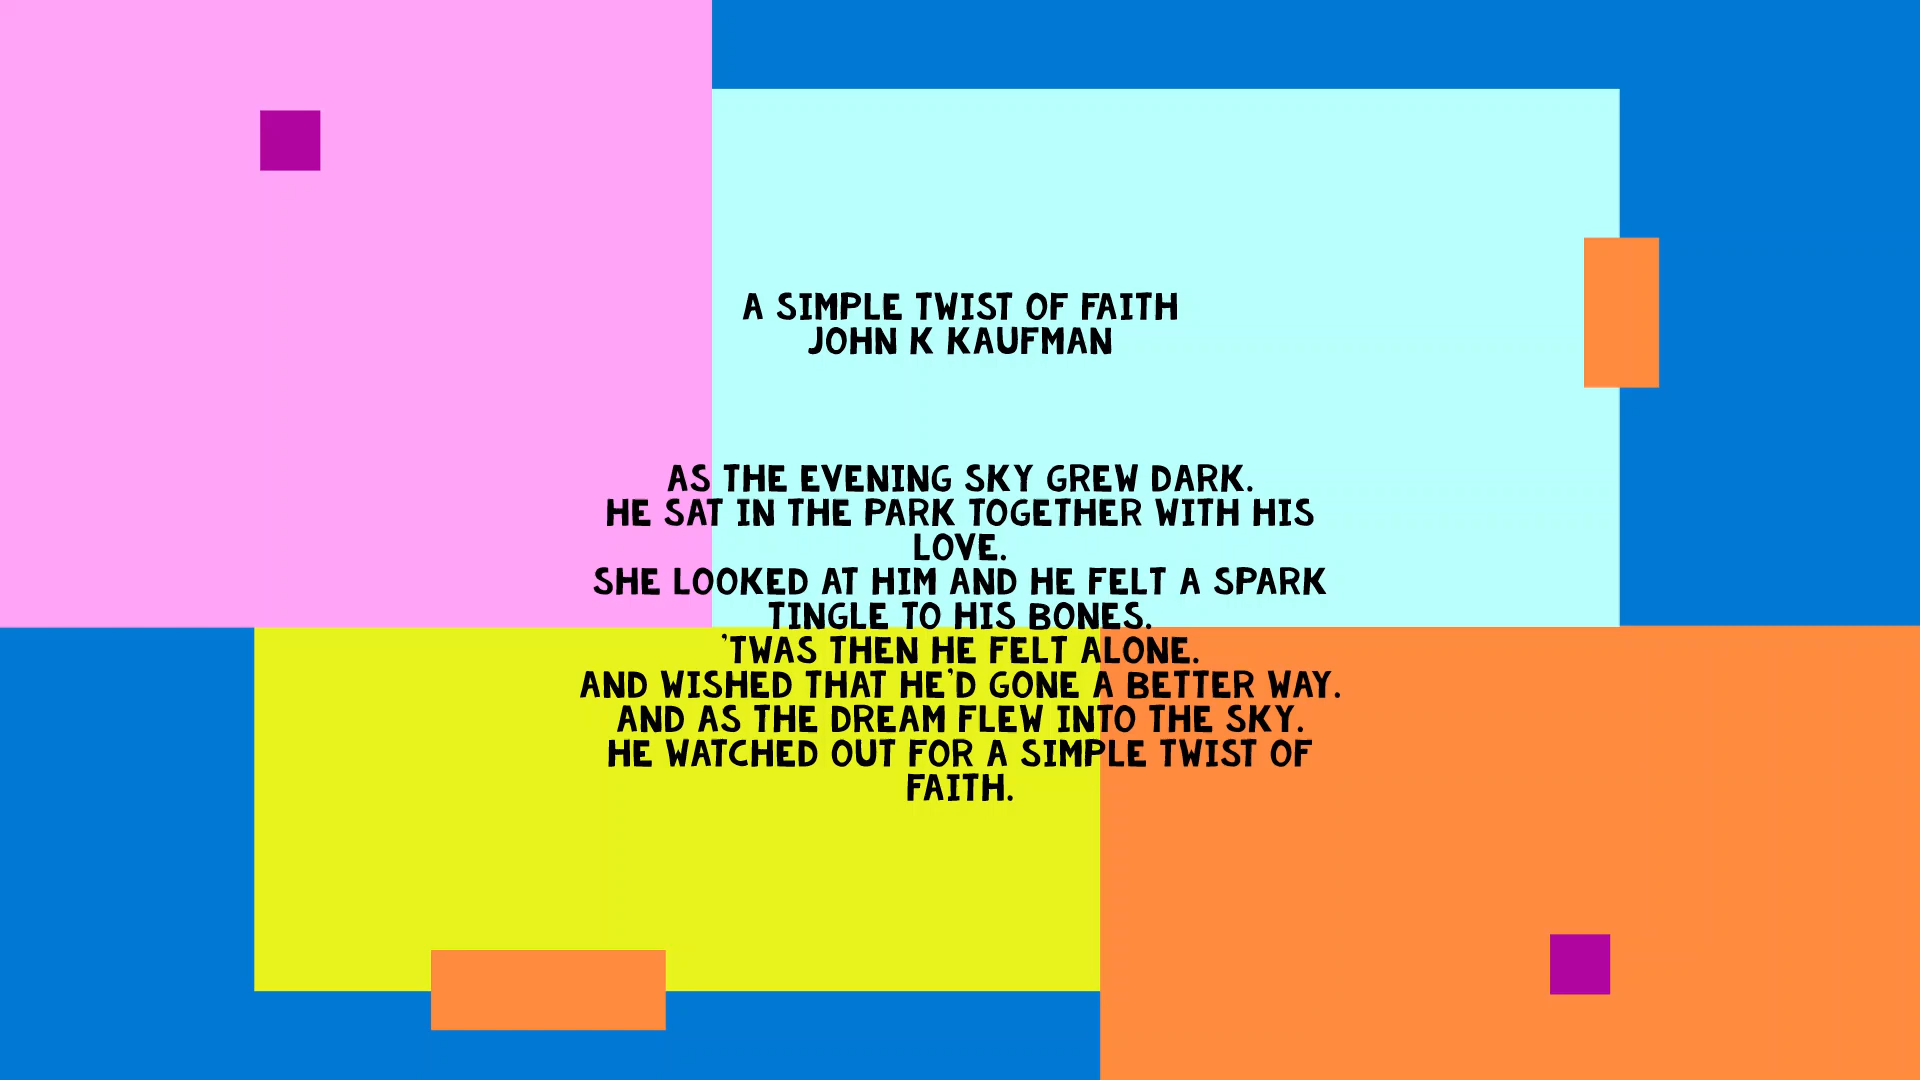 A SIMPLE TWIST OF FAITH
JOHN K KAUFMAN
AS THE EVENING SKY GREW DARK.
HE SAT IN THE PARK TOGETHER WITH HIS
LOVE.
SHE LOOKED AT HIM AND HE FELT A SPARK
TINGLE TO HIS BONES.
'TWAS THEN HE FELT ALONE.
AND WISHED THAT HE'D GONE A BETTER WAY.
AND AS THE DREAM FLEW INTO THE SKY.
HE WATCHED OUT FOR A SIMPLE TWIST OF
FAITH.